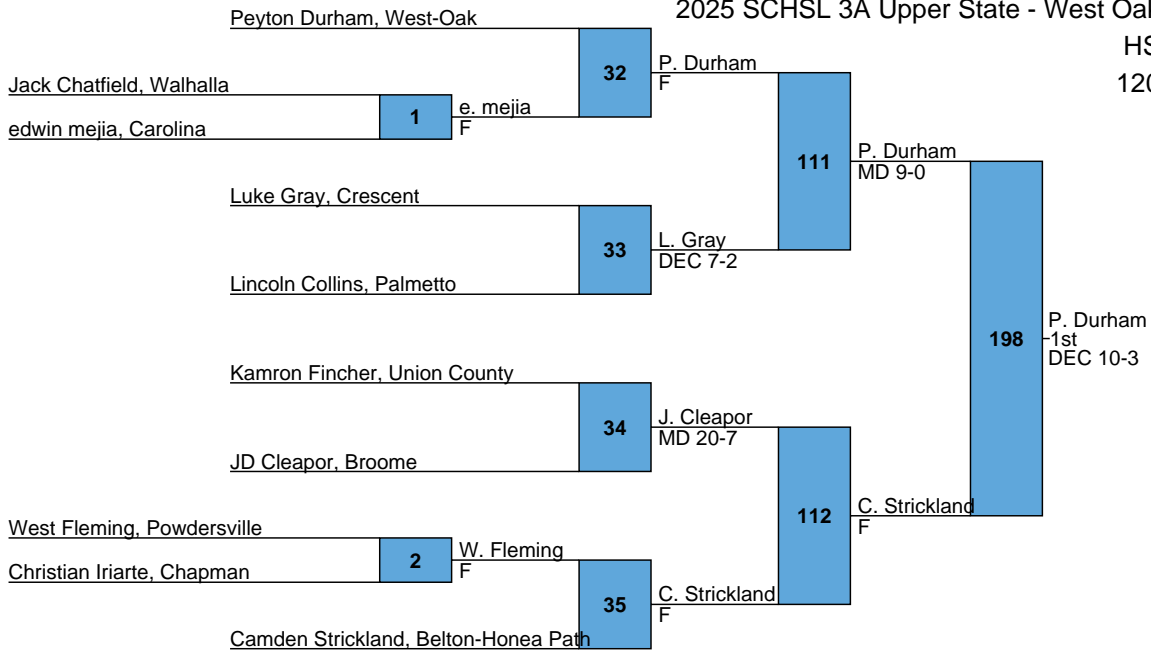 2025 SCHSL 3A Upper State - West Oak
HS
120
Peyton Durham, West-Oak
32
P. Durham
F
Jack Chatfield, Walhalla
1
e. mejia
F
edwin mejia, Carolina
111
P. Durham
MD 9-0
Luke Gray, Crescent
33
L. Gray
DEC 7-2
Lincoln Collins, Palmetto
198
P. Durham
1st
DEC 10-3
Kamron Fincher, Union County
34
J. Cleapor
MD 20-7
JD Cleapor, Broome
112
C. Strickland
F
West Fleming, Powdersville
2
W. Fleming
F
Christian Iriarte, Chapman
35
C. Strickland
F
Camden Strickland, Belton-Honea Path